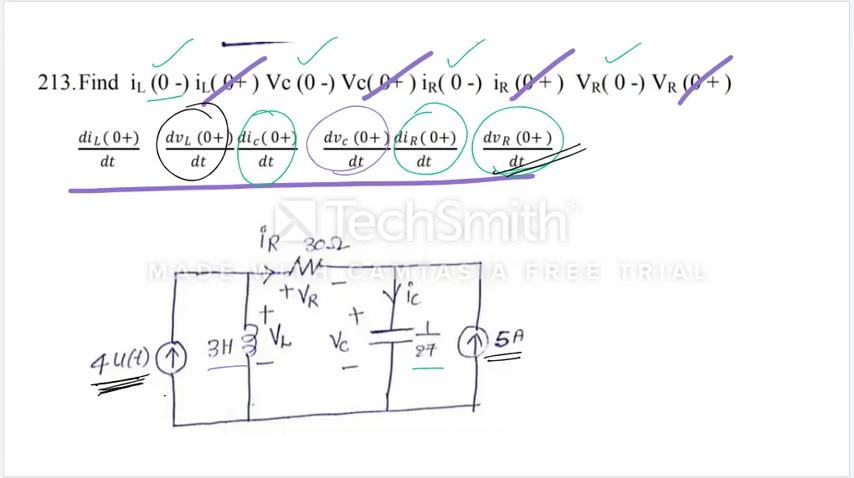 213.Find iL (0 -) iL( 0+ ) Vc (0 -) Vc( 0+ ) iR( 0 -) iR (0+ ) VR( 0 -) VR (0 + )
diL( 0+)/dt dvL (0+)/dt dic( 0+)/dt dvc (0+)/dt diR( 0+)/dt dvR (0+)/dt
TechSmith
MADE WITH CAMTASIA FREE TRIAL
iR 30Ω
+ VR -
4u(t) 3H + VL - + VC - iC 1/27 5A